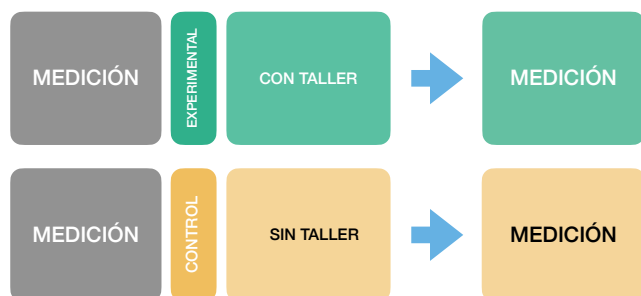 MEDICIÓN
EXPERIMENTAL
CON TALLER
MEDICIÓN
MEDICIÓN
CONTROL
SIN TALLER
MEDICIÓN